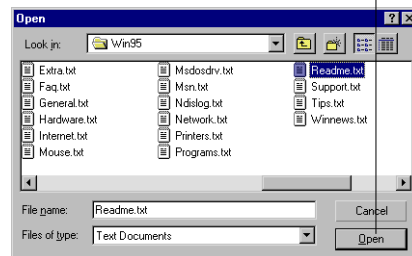 Open
Look in: Win95
Extra.txt Msdosdrv.txt Readme.txt
Faq.txt Msn.txt Support.txt
General.txt Ndislog.txt Tips.txt
Hardware.txt Network.txt Winnews.txt
Internet.txt Printers.txt
Mouse.txt Programs.txt
File name: Readme.txt Cancel
Files of type: Text Documents Open